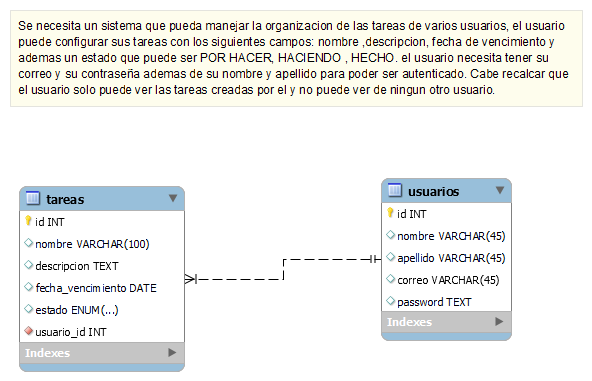 Se necesita un sistema que pueda manejar la organizacion de las tareas de varios usuarios, el usuario
puede configurar sus tareas con los siguientes campos: nombre ,descripcion, fecha de vencimiento y
ademas un estado que puede ser POR HACER, HACIENDO , HECHO. el usuario necesita tener su
correo y su contraseña ademas de su nombre y apellido para poder ser autenticado. Cabe recalcar que
el usuario solo puede ver las tareas creadas por el y no puede ver de ningun otro usuario.
tareas
id INT
nombre VARCHAR(100)
descripcion TEXT
fecha_vencimiento DATE
estado ENUM(...)
usuario_id INT
Indexes
usuarios
id INT
nombre VARCHAR(45)
apellido VARCHAR(45)
correo VARCHAR(45)
password TEXT
Indexes